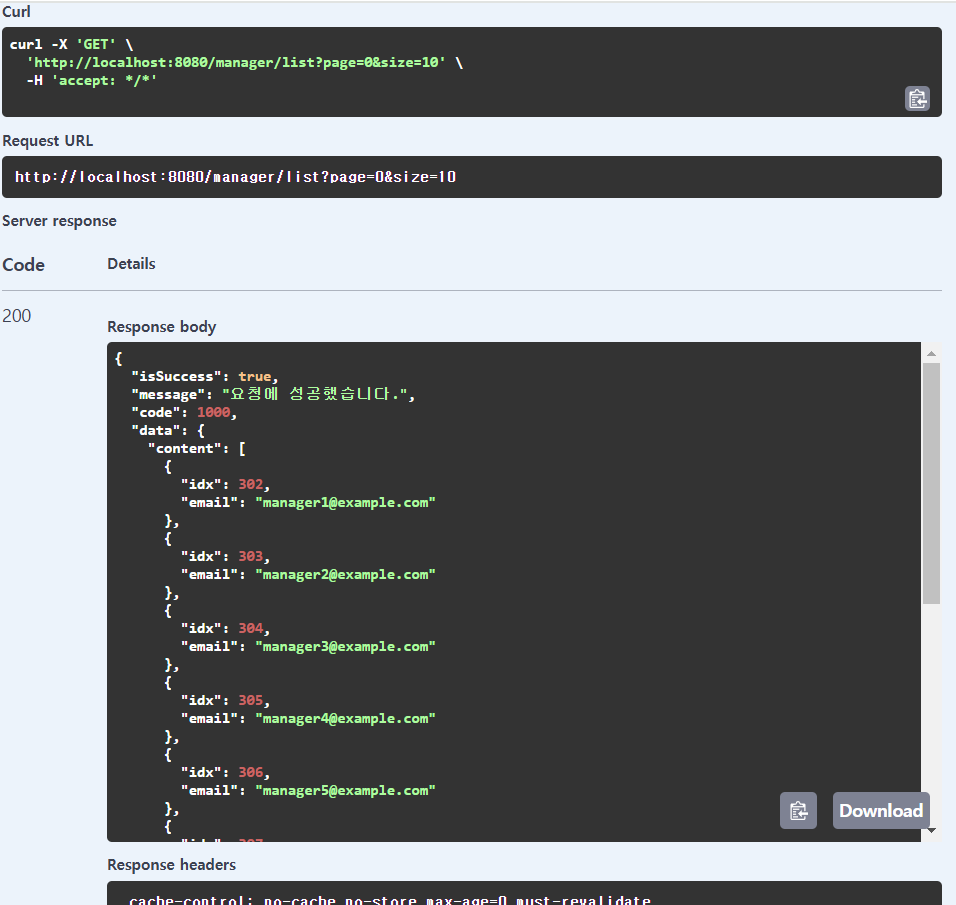 Curl
curl -X 'GET' \
  'http://localhost:8080/manager/list?page=0&size=10' \
  -H 'accept: */*'
Request URL
http://localhost:8080/manager/list?page=0&size=10
Server response
Code Details
200
Response body
{
  "isSuccess": true,
  "message": "요청에 성공했습니다.",
  "code": 1000,
  "data": {
    "content": [
      {
        "idx": 302,
        "email": "manager1@example.com"
      },
      {
        "idx": 303,
        "email": "manager2@example.com"
      },
      {
        "idx": 304,
        "email": "manager3@example.com"
      },
      {
        "idx": 305,
        "email": "manager4@example.com"
      },
      {
        "idx": 306,
        "email": "manager5@example.com"
      },
      {
Download
Response headers
cache-control: no-cache,no-store,max-age=0,must-revalidate